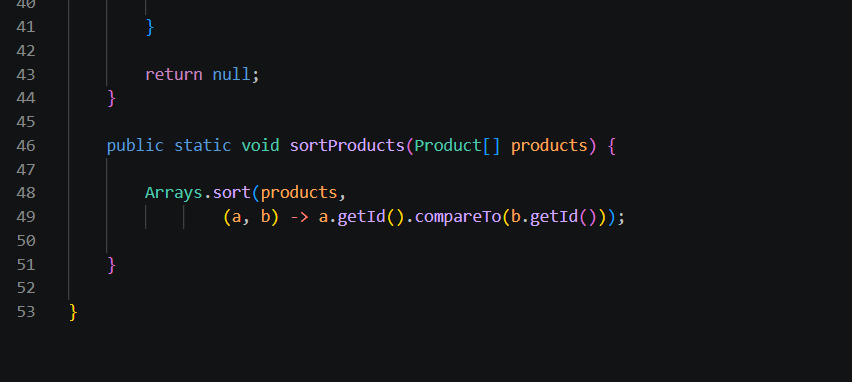 40
41 }
42
43 return null;
44 }
45
46 public static void sortProducts(Product[] products) {
47
48 Arrays.sort(products,
49 (a, b) -> a.getId().compareTo(b.getId()));
50
51 }
52
53 }